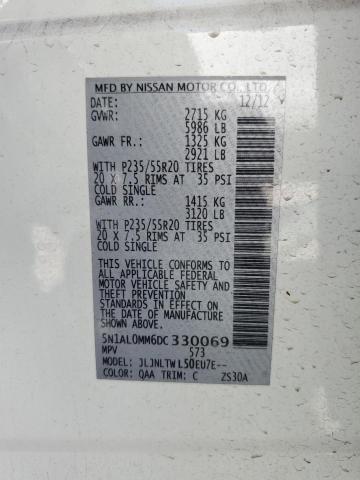 MFD BY NISSAN MOTOR CO., LTD.
DATE: 12/12
GVWR: 2715 KG
5986 LB
GAWR FR.: 1325 KG
2921 LB
WITH P235/55R20 TIRES
20 X 7.5 RIMS AT 35 PSI
COLD SINGLE
GAWR RR.: 1415 KG
3120 LB
WITH P235/55R20 TIRES
20 X 7.5 RIMS AT 35 PSI
COLD SINGLE
THIS VEHICLE CONFORMS TO
ALL APPLICABLE FEDERAL
MOTOR VEHICLE SAFETY
STANDARDS IN EFFECT ON
THE DATE OF MANUFACTURE
SHOWN ABOVE.
5N1AL0MM6DC330069
MPV 573
MODEL: JLJNLTWL50EU7E--
COLOR: QAA TRIM: C ZS30A